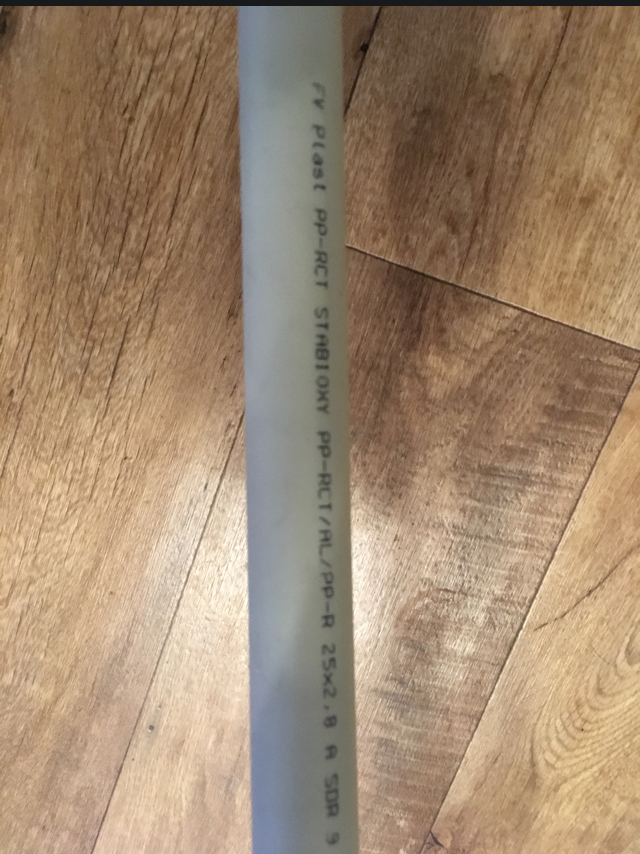 FV Plast PP-RCT STABIOXY PP-RCT/AL/PP-R 25x2,8 A SDR 9